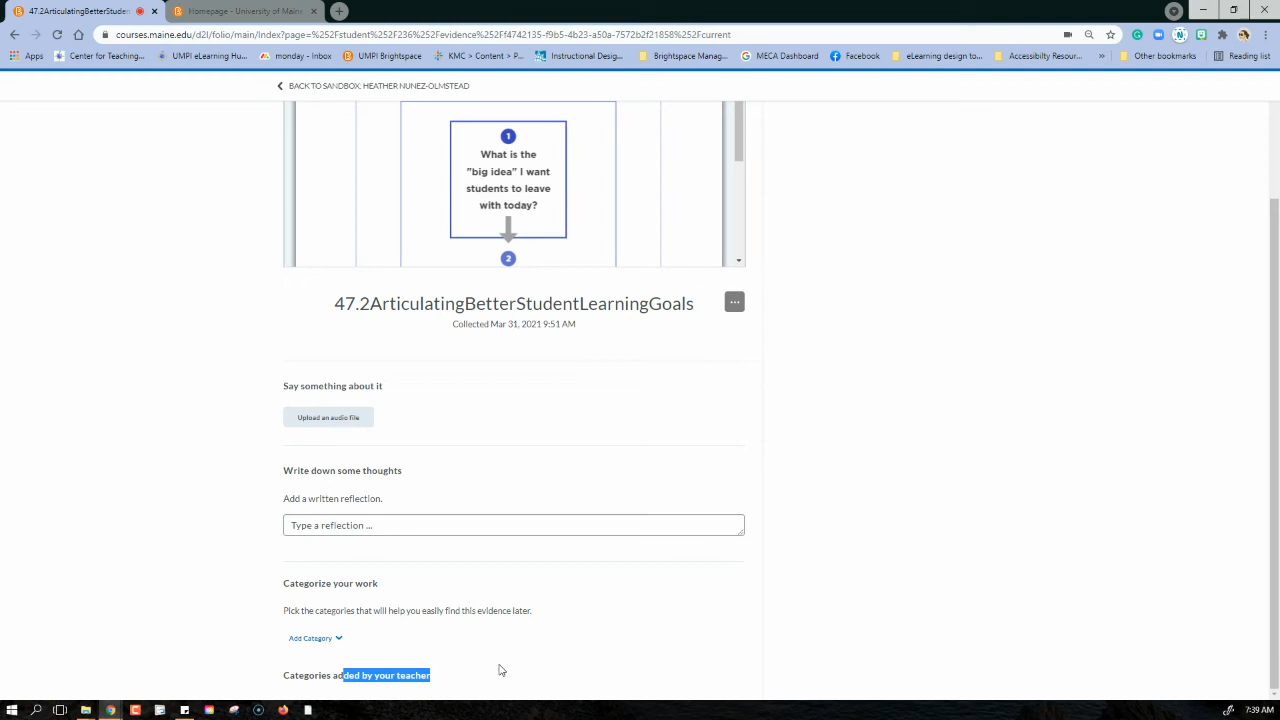 47.2ArticulatingBetterStuden
Homepage - University of Maine
courses.maine.edu/d2l/folio/main/Index?page=%252Fstudent%252F236%252Fevidence%252Ff4742135-f9b5-4b23-a50a-7572b2f21858%252Fcurrent
Apps
Center for Teaching...
UMPI eLearning Hu...
monday - Inbox
UMPI Brightspace
KMC > Content > P...
Instructional Desig...
Brightspace Manag...
MECA Dashboard
Facebook
eLearning design to...
Accessibilty Resour...
»
Other bookmarks
Reading list
BACK TO SANDBOX: HEATHER NUNEZ-OLMSTEAD
1
What is the
"big idea" I want
students to leave
with today?
2
47.2ArticulatingBetterStudentLearningGoals
...
Collected Mar 31, 2021 9:51 AM
Say something about it
Upload an audio file
Write down some thoughts
Add a written reflection.
Type a reflection ...
Categorize your work
Pick the categories that will help you easily find this evidence later.
Add Category
Categories added by your teacher
7:39 AM